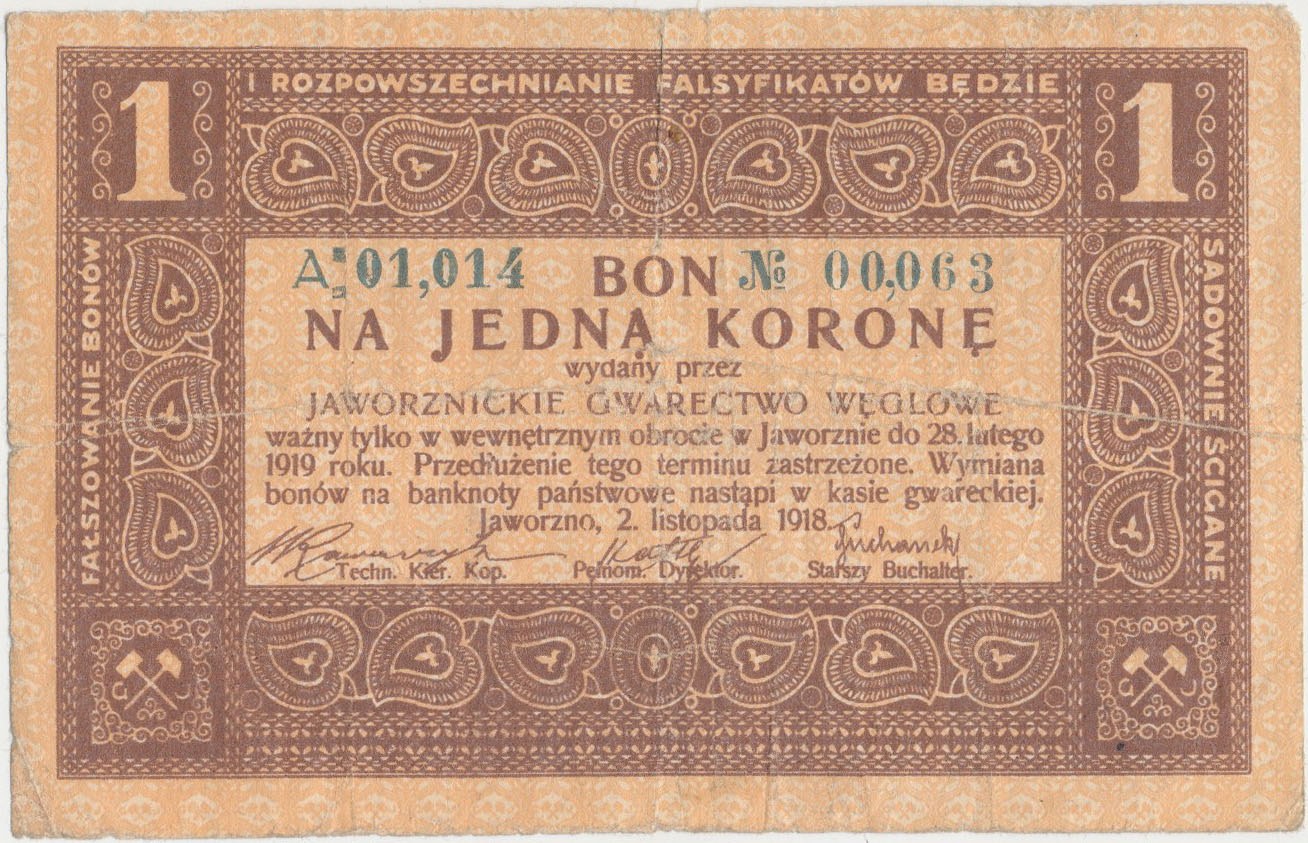 FAŁSZOWANIE BONÓW
I ROZPOWSZECHNIANIE FALSYFIKATÓW BĘDZIE
SĄDOWNIE ŚCIGANE
1
1
A 01,014 BON № 00,063
NA JEDNĄ KORONĘ
wydany przez
JAWORZNICKIE GWARECTWO WĘGLOWE
ważny tylko w wewnętrznym obrocie w Jaworznie do 28. lutego
1919 roku. Przedłużenie tego terminu zastrzeżone. Wymiana
bonów na banknoty państwowe nastąpi w kasie gwareckiej.
Jaworzno, 2. listopada 1918.
Techn. Kier. Kop. Pełnom. Dyrektor. Starszy Buchalter.